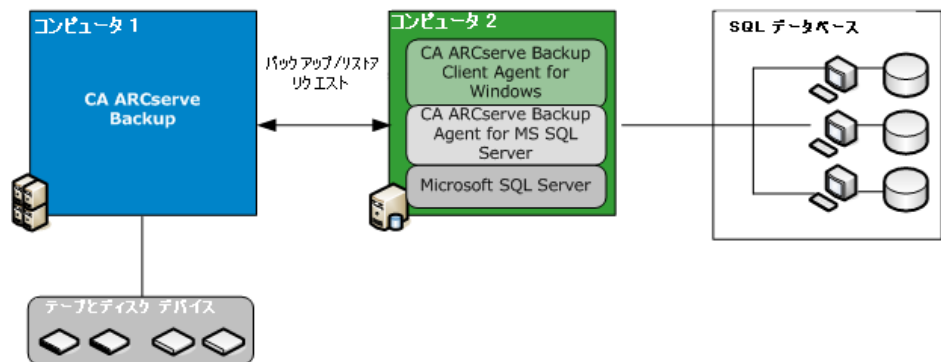 コンピュータ 1
CA ARCserve
Backup
バックアップ/リストア
リクエスト
コンピュータ 2
CA ARCserve Backup
Client Agent for
Windows
CA ARCserve Backup
Agent for MS SQL
Server
Microsoft SQL Server
SQL データベース
テープとディスク デバイス